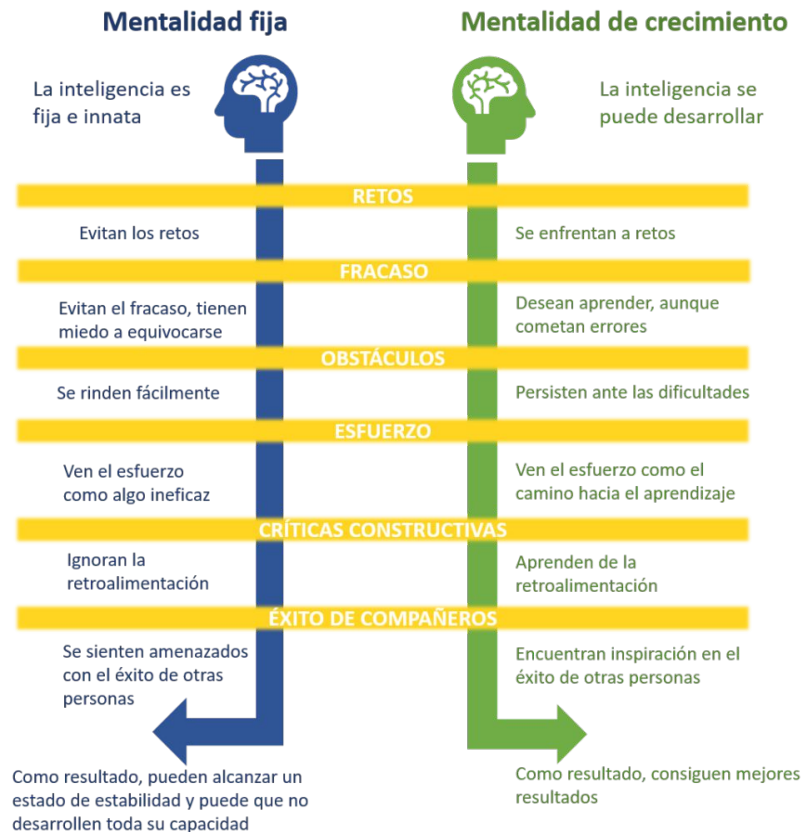 Mentalidad fija
Mentalidad de crecimiento
La inteligencia es
fija e innata
La inteligencia se
puede desarrollar
RETOS
Evitan los retos
Se enfrentan a retos
FRACASO
Evitan el fracaso, tienen
miedo a equivocarse
Desean aprender, aunque
cometan errores
OBSTÁCULOS
Se rinden fácilmente
Persisten ante las dificultades
ESFUERZO
Ven el esfuerzo
como algo ineficaz
Ven el esfuerzo como el
camino hacia el aprendizaje
CRÍTICAS CONSTRUCTIVAS
Ignoran la
retroalimentación
Aprenden de la
retroalimentación
ÉXITO DE COMPAÑEROS
Se sienten amenazados
con el éxito de otras
personas
Encuentran inspiración en el
éxito de otras personas
Como resultado, pueden alcanzar un
estado de estabilidad y puede que no
desarrollen toda su capacidad
Como resultado, consiguen mejores
resultados